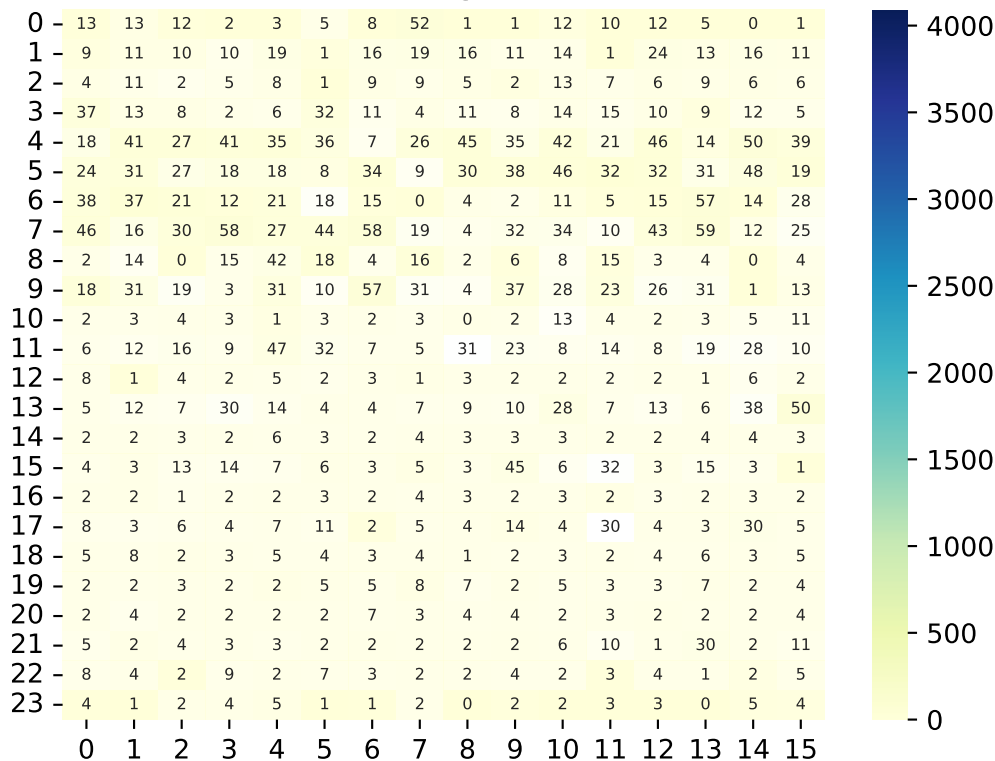 0 13 13 12 2 3 5 8 52 1 1 12 10 12 5 0 1
1 9 11 10 10 19 1 16 19 16 11 14 1 24 13 16 11
2 4 11 2 5 8 1 9 9 5 2 13 7 6 9 6 6
3 37 13 8 2 6 32 11 4 11 8 14 15 10 9 12 5
4 18 41 27 41 35 36 7 26 45 35 42 21 46 14 50 39
5 24 31 27 18 18 8 34 9 30 38 46 32 32 31 48 19
6 38 37 21 12 21 18 15 0 4 2 11 5 15 57 14 28
7 46 16 30 58 27 44 58 19 4 32 34 10 43 59 12 25
8 2 14 0 15 42 18 4 16 2 6 8 15 3 4 0 4
9 18 31 19 3 31 10 57 31 4 37 28 23 26 31 1 13
10 2 3 4 3 1 3 2 3 0 2 13 4 2 3 5 11
11 6 12 16 9 47 32 7 5 31 23 8 14 8 19 28 10
12 8 1 4 2 5 2 3 1 3 2 2 2 2 1 6 2
13 5 12 7 30 14 4 4 7 9 10 28 7 13 6 38 50
14 2 2 3 2 6 3 2 4 3 3 3 2 2 4 4 3
15 4 3 13 14 7 6 3 5 3 45 6 32 3 15 3 1
16 2 2 1 2 2 3 2 4 3 2 3 2 3 2 3 2
17 8 3 6 4 7 11 2 5 4 14 4 30 4 3 30 5
18 5 8 2 3 5 4 3 4 1 2 3 2 4 6 3 5
19 2 2 3 2 2 5 5 8 7 2 5 3 3 7 2 4
20 2 4 2 2 2 2 7 3 4 4 2 3 2 2 2 4
21 5 2 4 3 3 2 2 2 2 2 6 10 1 30 2 11
22 8 4 2 9 2 7 3 2 2 4 2 3 4 1 2 5
23 4 1 2 4 5 1 1 2 0 2 2 3 3 0 5 4
0 1 2 3 4 5 6 7 8 9 10 11 12 13 14 15
4000
3500
3000
2500
2000
1500
1000
500
0